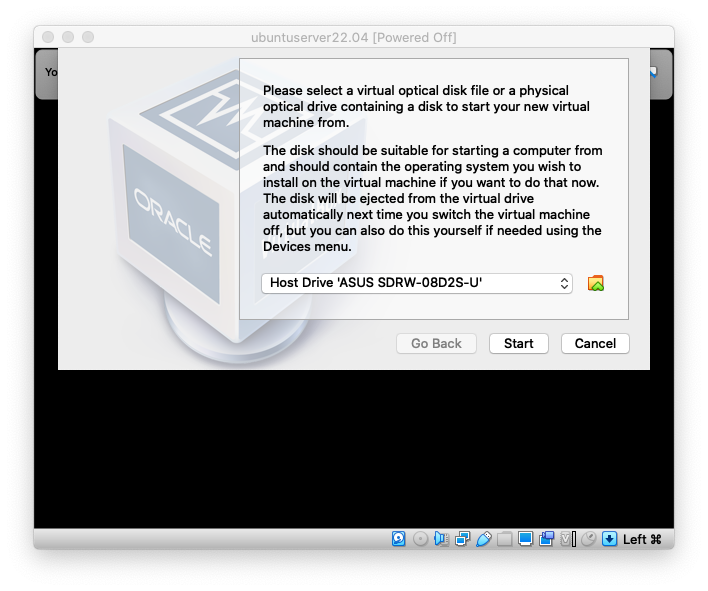 ubuntuserver22.04 [Powered Off]
Yo
Please select a virtual optical disk file or a physical
optical drive containing a disk to start your new virtual
machine from.
The disk should be suitable for starting a computer from
and should contain the operating system you wish to
install on the virtual machine if you want to do that now.
The disk will be ejected from the virtual drive
automatically next time you switch the virtual machine
off, but you can also do this yourself if needed using the
Devices menu.
ORACLE
Host Drive 'ASUS SDRW-08D2S-U'
Go Back
Start
Cancel
Left ⌘